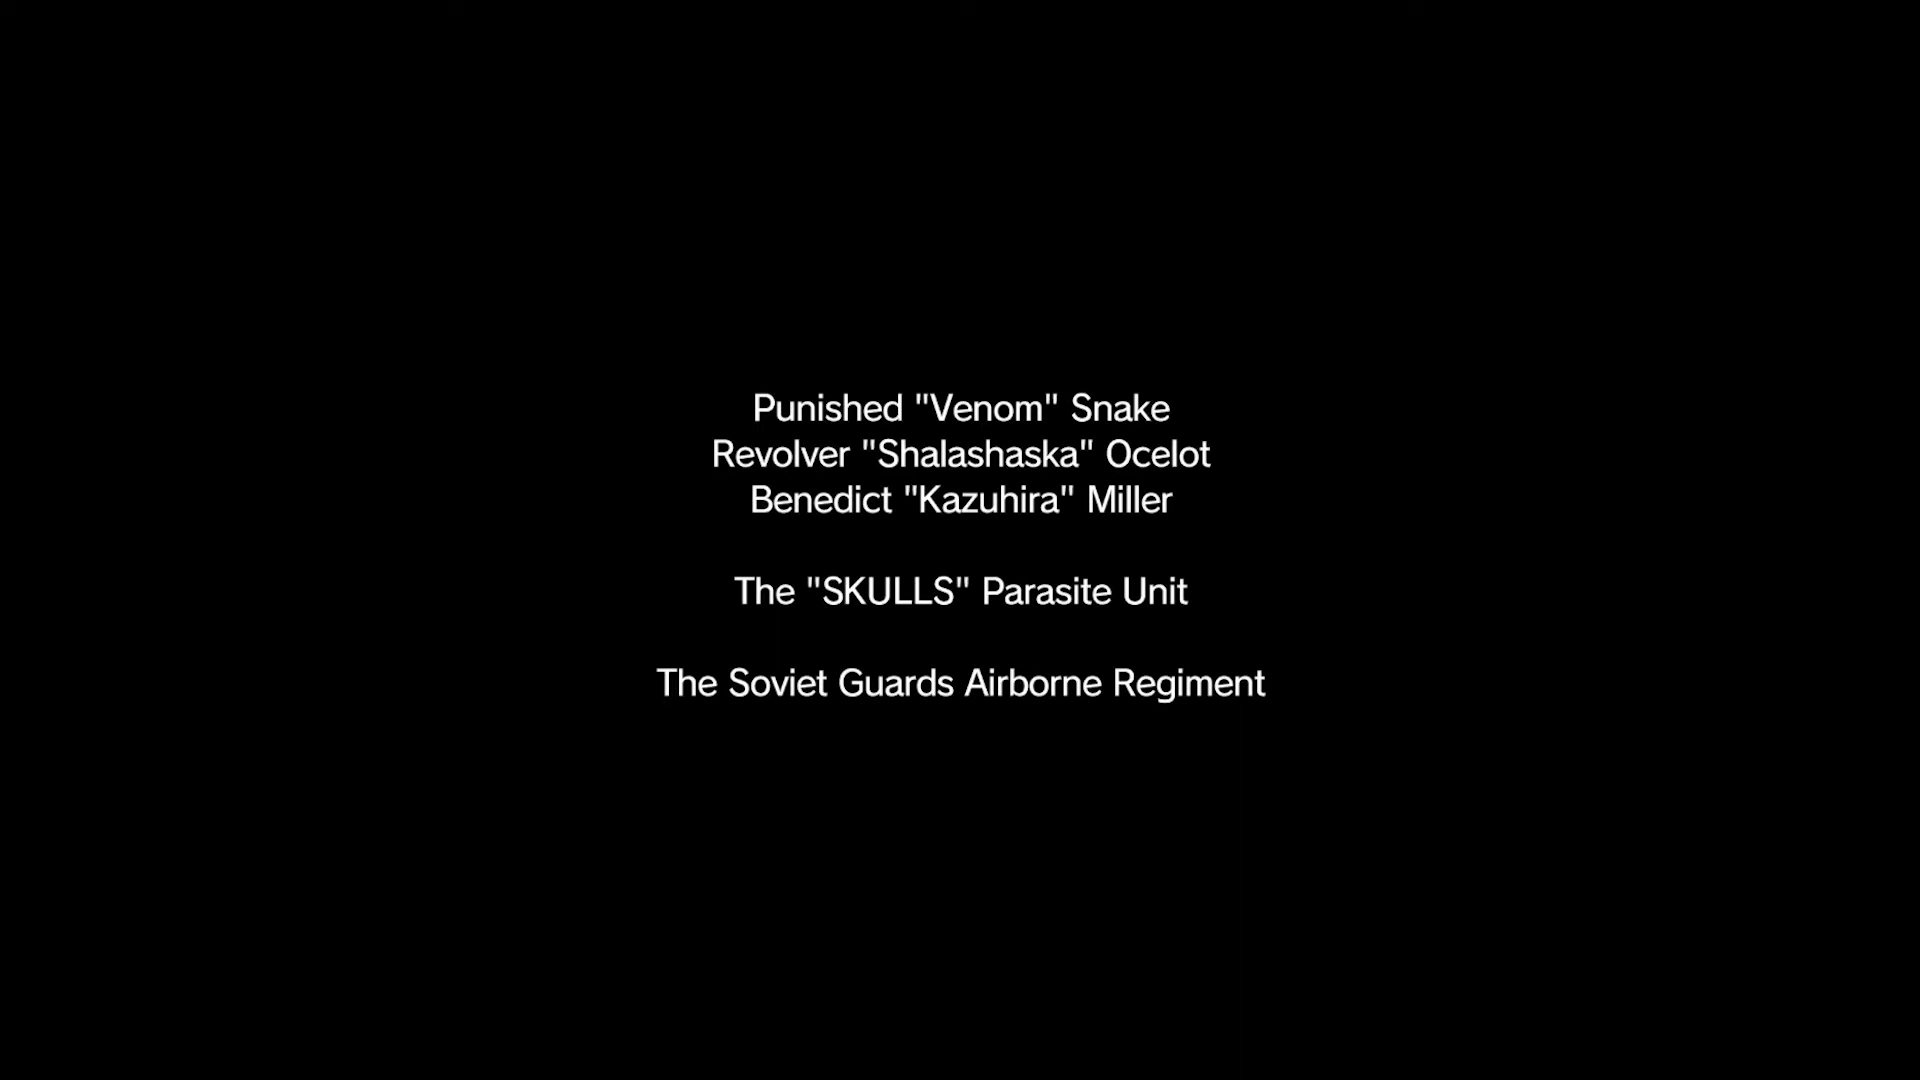 Punished "Venom" Snake
Revolver "Shalashaska" Ocelot
Benedict "Kazuhira" Miller
The "SKULLS" Parasite Unit
The Soviet Guards Airborne Regiment